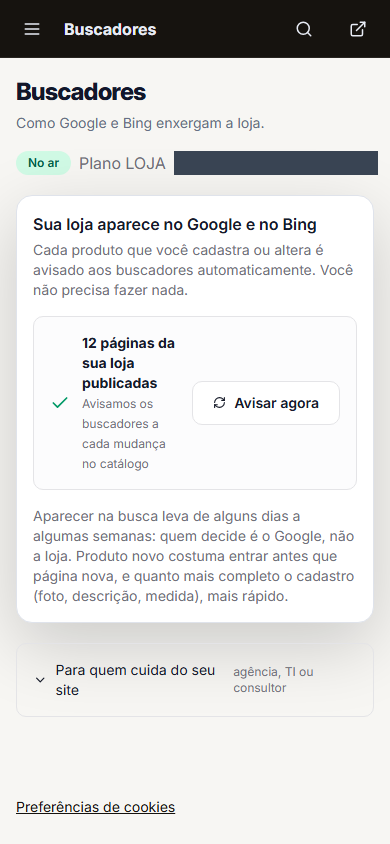 Buscadores
Buscadores
Como Google e Bing enxergam a loja.
No ar Plano LOJA
Sua loja aparece no Google e no Bing
Cada produto que você cadastra ou altera é
avisado aos buscadores automaticamente. Você
não precisa fazer nada.
12 páginas da
sua loja
publicadas
Avisamos os
buscadores a
cada mudança
no catálogo
Avisar agora
Aparecer na busca leva de alguns dias a
algumas semanas: quem decide é o Google, não
a loja. Produto novo costuma entrar antes que
página nova, e quanto mais completo o cadastro
(foto, descrição, medida), mais rápido.
Para quem cuida do seu
site
agência, TI ou
consultor
Preferências de cookies